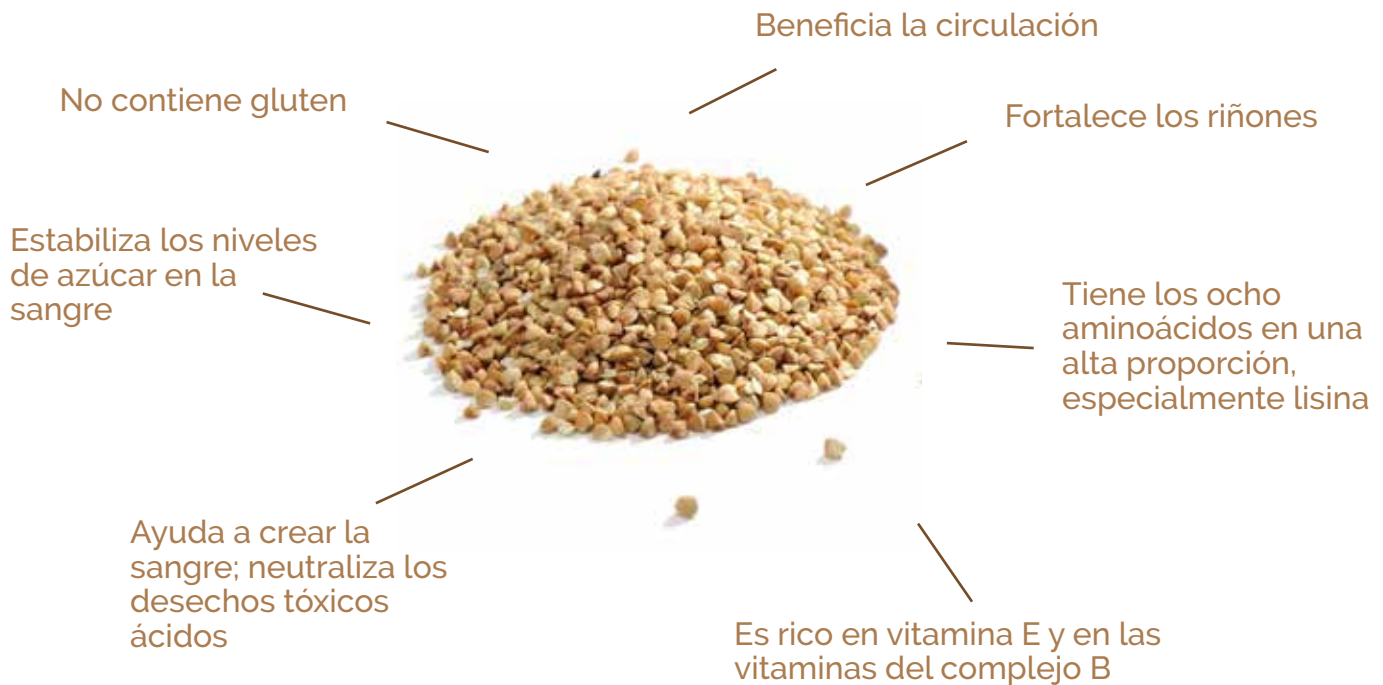 Beneficia la circulación
No contiene gluten
Fortalece los riñones
Estabiliza los niveles
de azúcar en la
sangre
Tiene los ocho
aminoácidos en una
alta proporción,
especialmente lisina
Ayuda a crear la
sangre; neutraliza los
desechos tóxicos
ácidos
Es rico en vitamina E y en las
vitaminas del complejo B